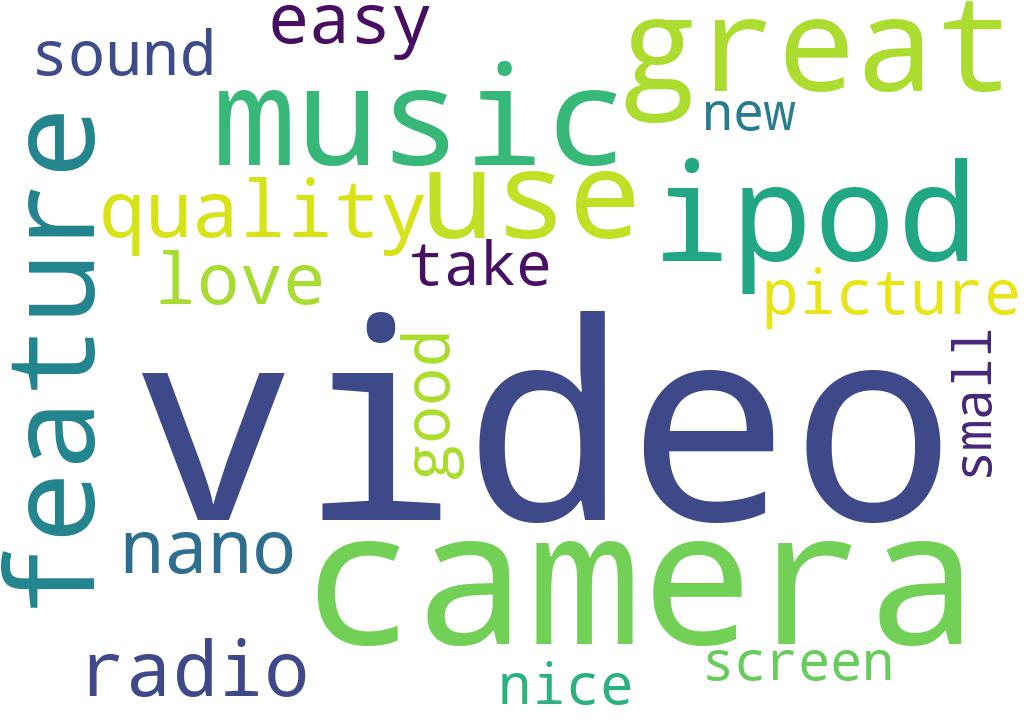 easy
great
sound
music
new
feature
quality
use
ipod
love
take
picture
video
good
small
nano
camera
radio
nice
screen